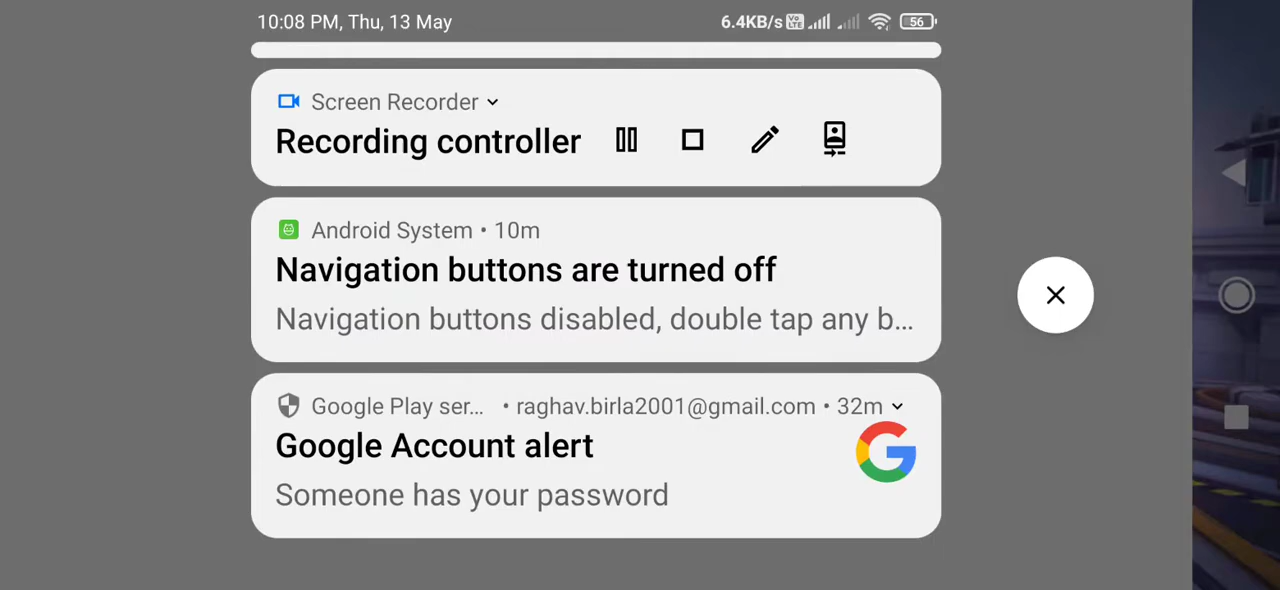 10:08 PM, Thu, 13 May 6.4KB/s Vo LTE 56
Screen Recorder
Recording controller
Android System • 10m
Navigation buttons are turned off
Navigation buttons disabled, double tap any b...
Google Play ser... • raghav.birla2001@gmail.com • 32m
Google Account alert
G
Someone has your password